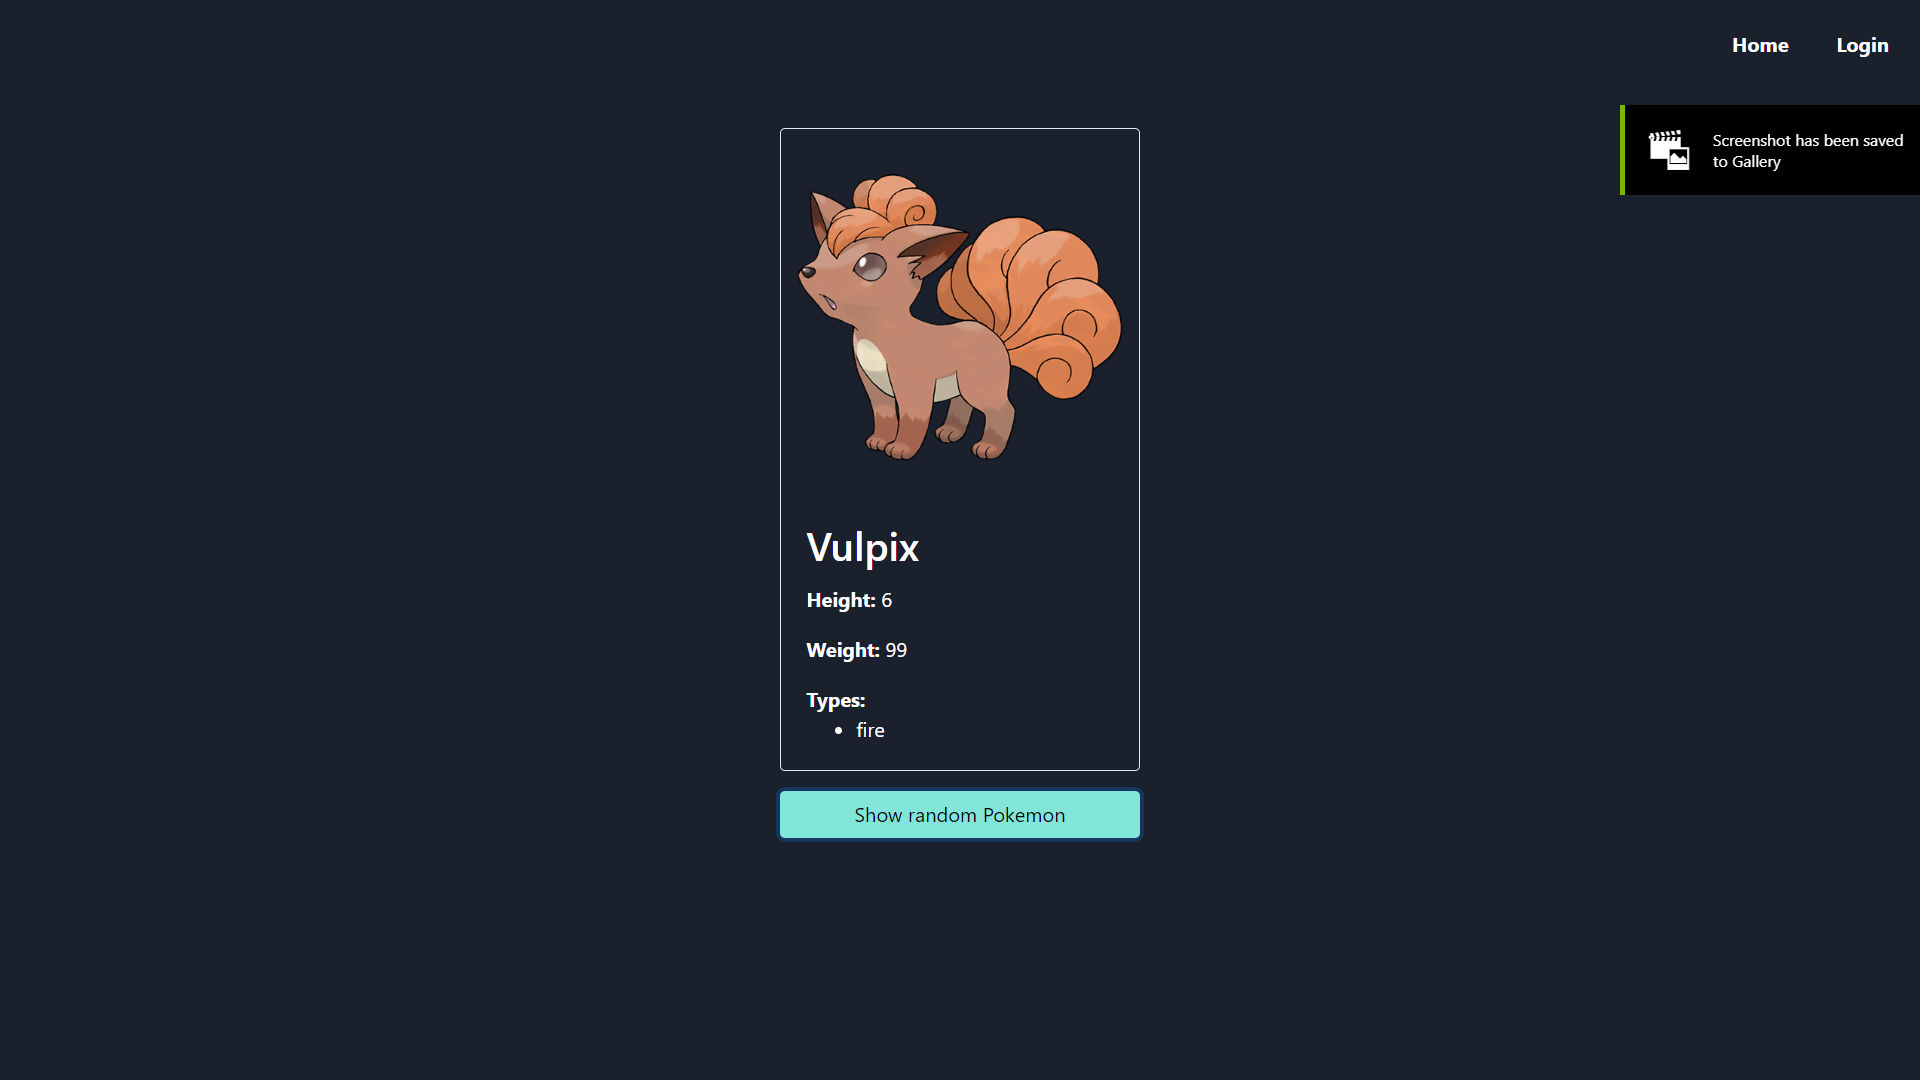 Home
Login
Screenshot has been saved
to Gallery
Vulpix
Height: 6
Weight: 99
Types:
fire
Show random Pokemon